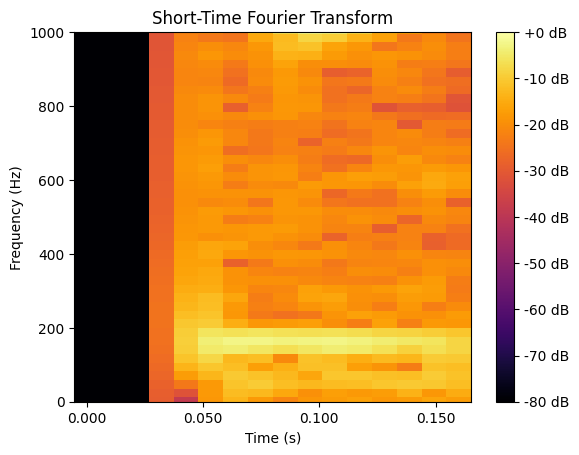 Short-Time Fourier Transform
1000
800
600
400
200
0
Frequency (Hz)
0.000
0.050
0.100
0.150
Time (s)
+0 dB
-10 dB
-20 dB
-30 dB
-40 dB
-50 dB
-60 dB
-70 dB
-80 dB